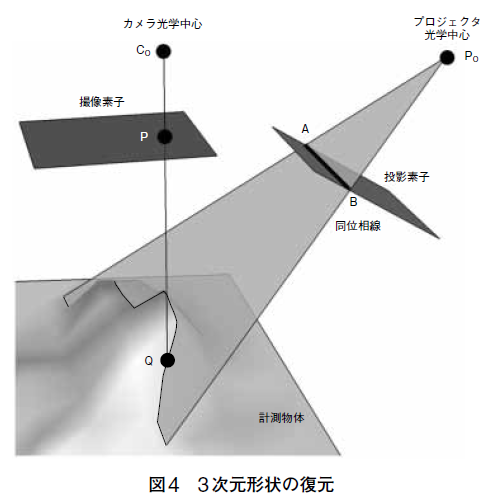 カメラ光学中心
C₀
プロジェクタ
光学中心
P₀
撮像素子
P
A
投影素子
B
同位相線
Q
計測物体
図4 3次元形状の復元